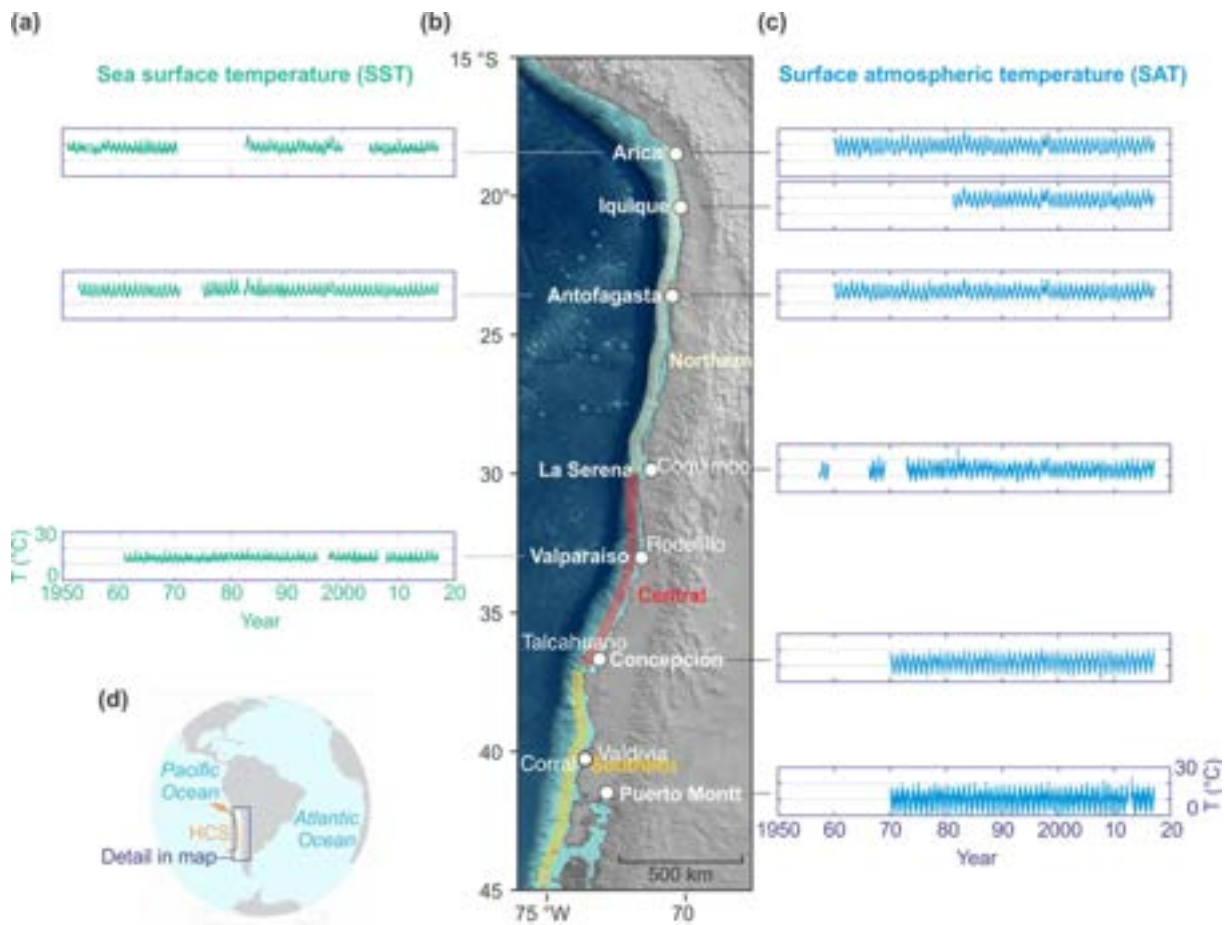 (a)
Sea surface temperature (SST)
30
T (°C)
0
1950 60 70 80 90 2000 10 20
Year
(b)
15 °S
20°
25
30
35
40
45
75 °W 70
Arica
Iquique
Antofagasta
Northern
La Serena Coquimbo
Valparaiso Rodelillo
Central
Talcahuano
Concepción
Valdivia
Corral Southern
Puerto Montt
500 km
(c)
Surface atmospheric temperature (SAT)
30
T (°C)
0
1950 60 70 80 90 2000 10 20
Year
(d)
Pacific
Ocean
Atlantic
Ocean
HCS
Detail in map